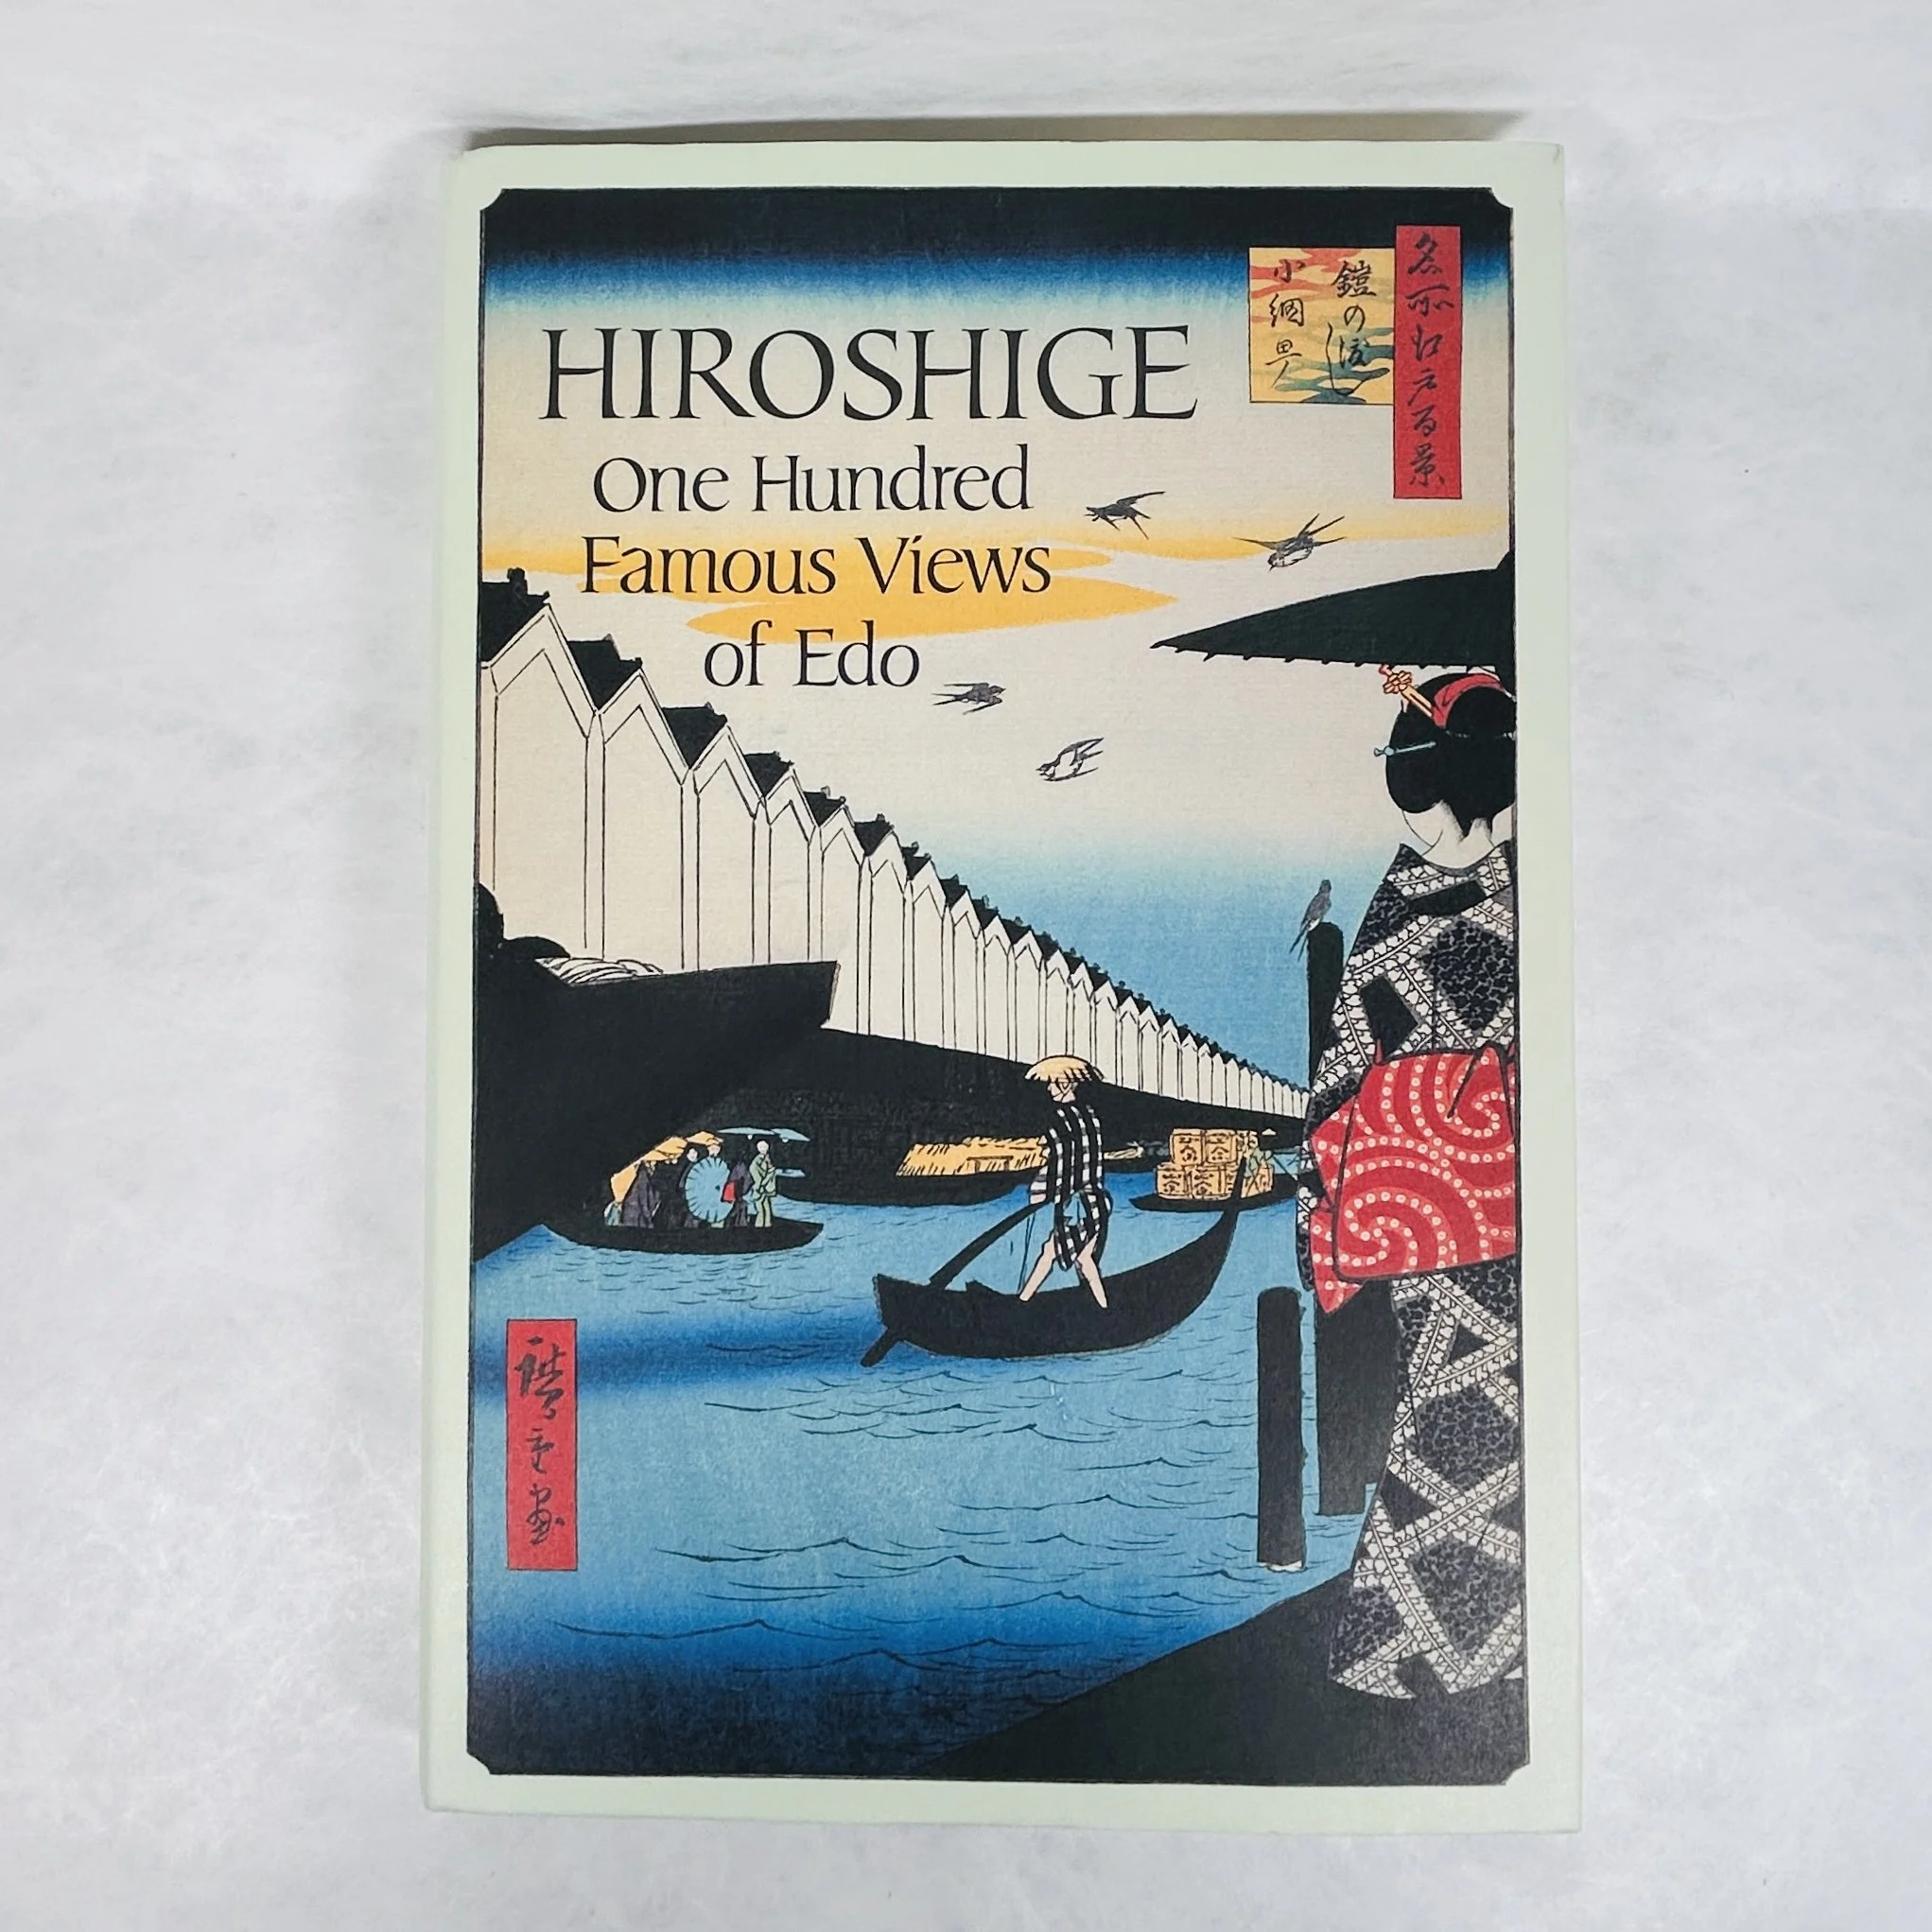 HIROSHIGE
One Hundred
Famous Views
of Edo
名所江戸百景
鎧の渡し
小網町
廣重画